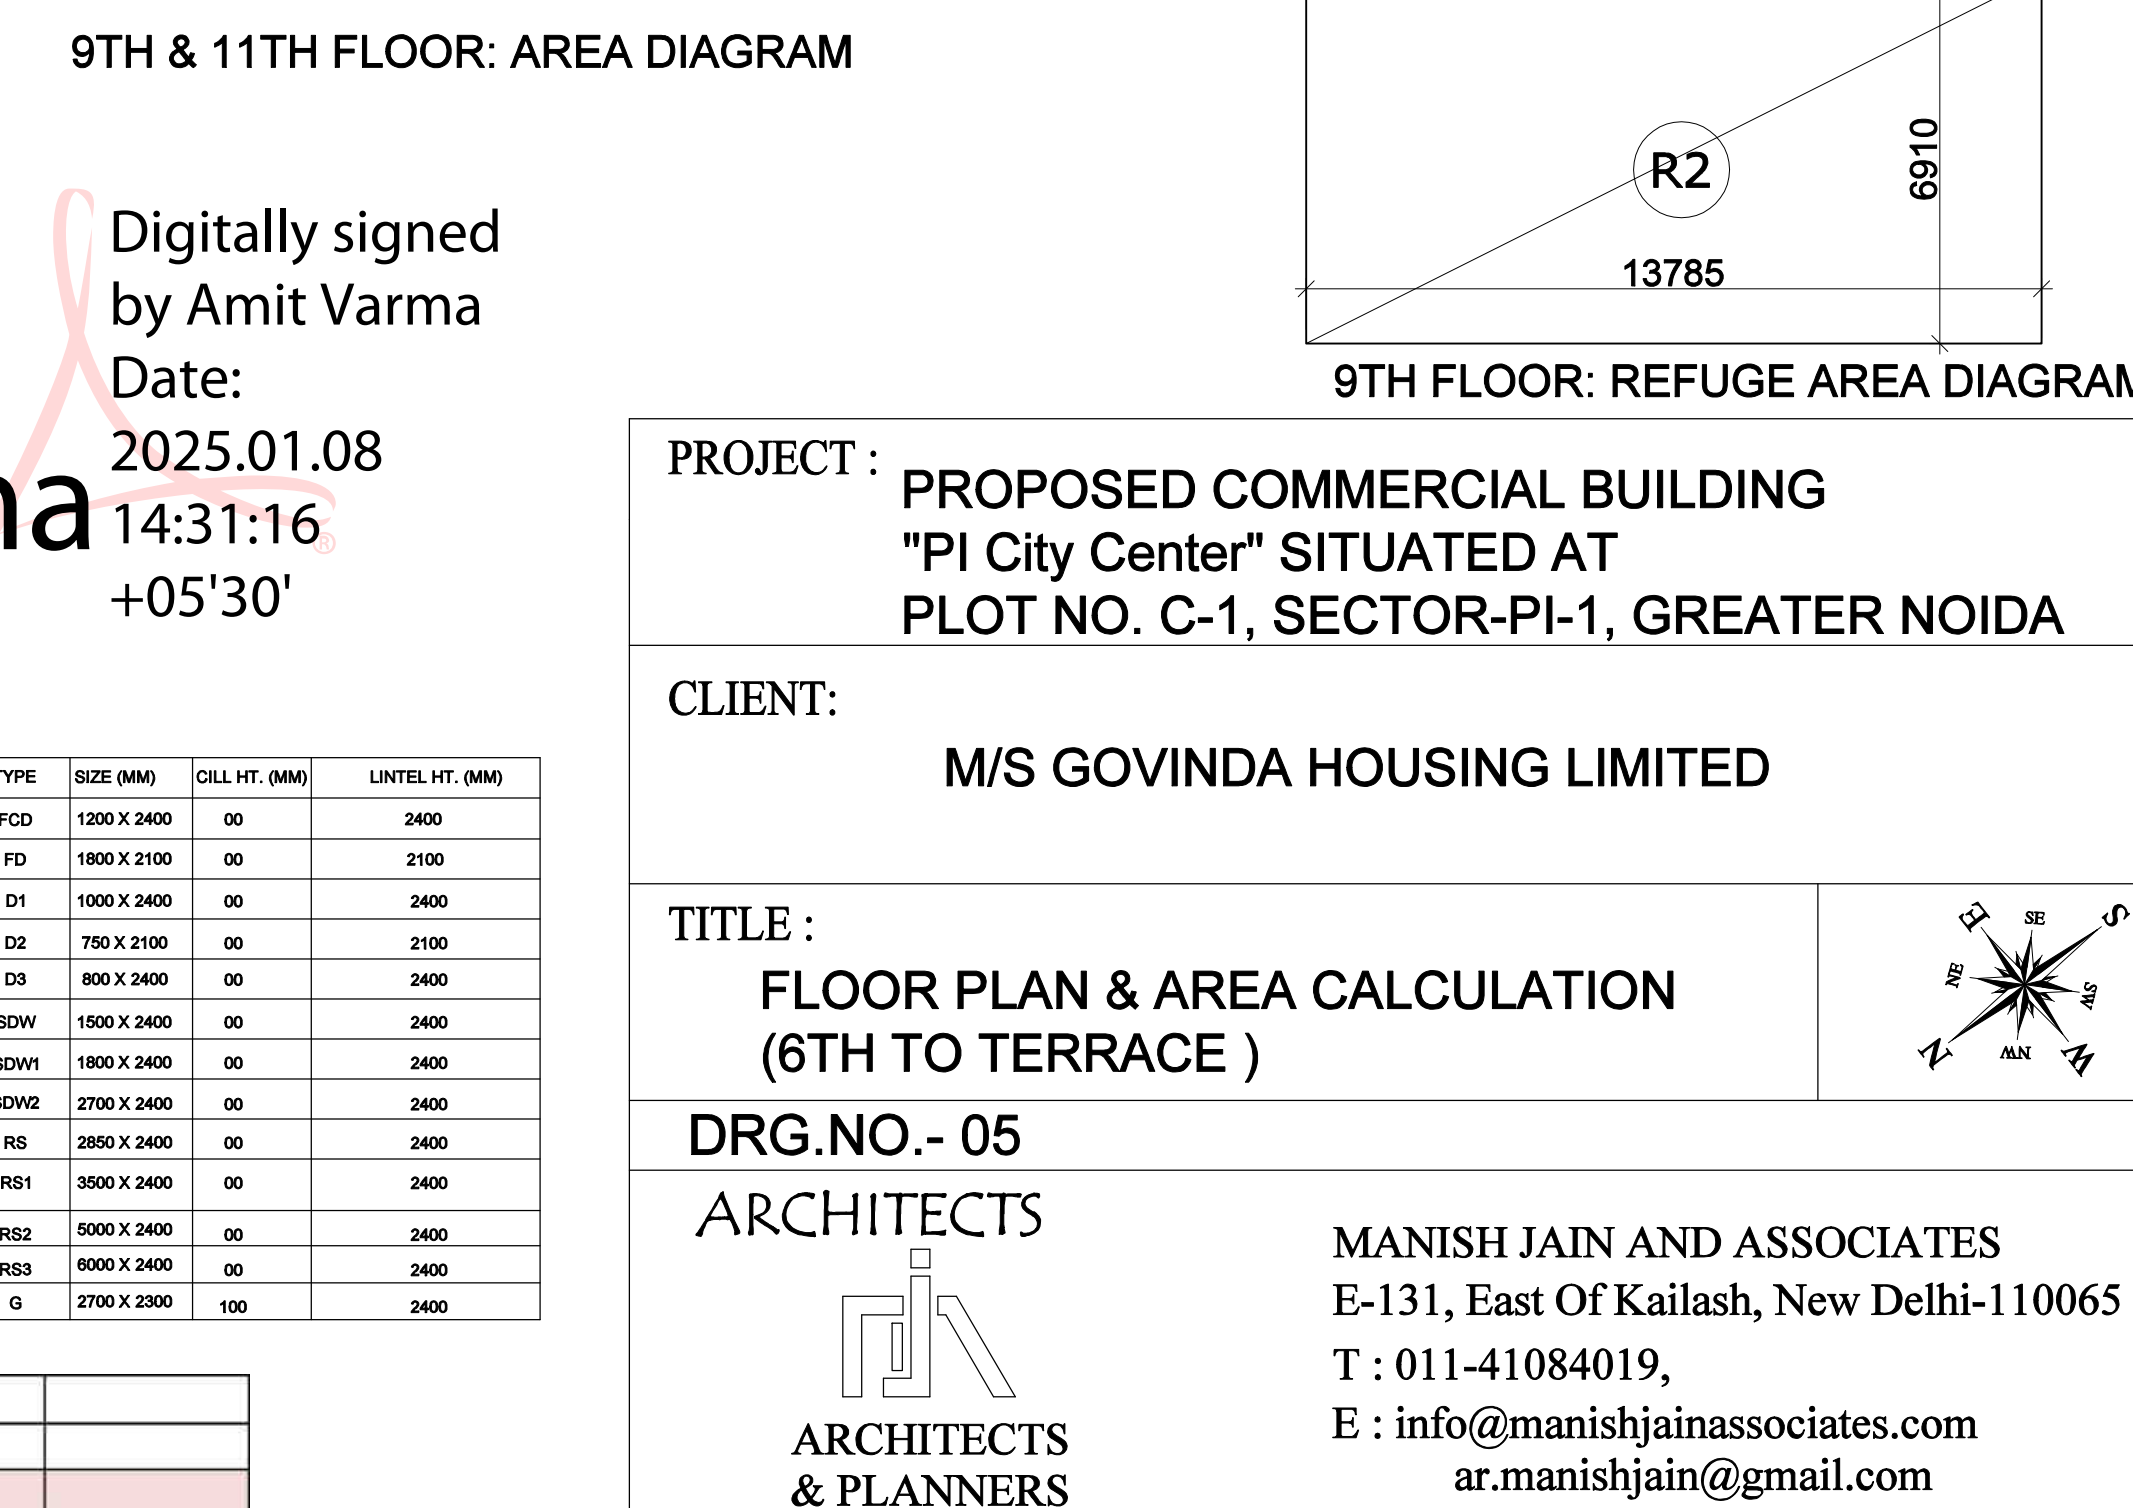 9TH & 11TH FLOOR: AREA DIAGRAM
R2
6910
13785
9TH FLOOR: REFUGE AREA DIAGRAM
Digitally signed
by Amit Varma
Date:
2025.01.08
14:31:16
+05'30'
na
®
PROJECT :
PROPOSED COMMERCIAL BUILDING
"PI City Center" SITUATED AT
PLOT NO. C-1, SECTOR-PI-1, GREATER NOIDA
CLIENT:
M/S GOVINDA HOUSING LIMITED
TYPE SIZE (MM) CILL HT. (MM) LINTEL HT. (MM)
FCD 1200 X 2400 00 2400
FD 1800 X 2100 00 2100
D1 1000 X 2400 00 2400
D2 750 X 2100 00 2100
D3 800 X 2400 00 2400
SDW 1500 X 2400 00 2400
SDW1 1800 X 2400 00 2400
SDW2 2700 X 2400 00 2400
RS 2850 X 2400 00 2400
RS1 3500 X 2400 00 2400
RS2 5000 X 2400 00 2400
RS3 6000 X 2400 00 2400
G 2700 X 2300 100 2400
TITLE :
FLOOR PLAN & AREA CALCULATION
(6TH TO TERRACE )
E SE S
NE SW
N NW W
DRG.NO.- 05
ARCHITECTS
ARCHITECTS
& PLANNERS
MANISH JAIN AND ASSOCIATES
E-131, East Of Kailash, New Delhi-110065
T : 011-41084019,
E : info@manishjainassociates.com
ar.manishjain@gmail.com